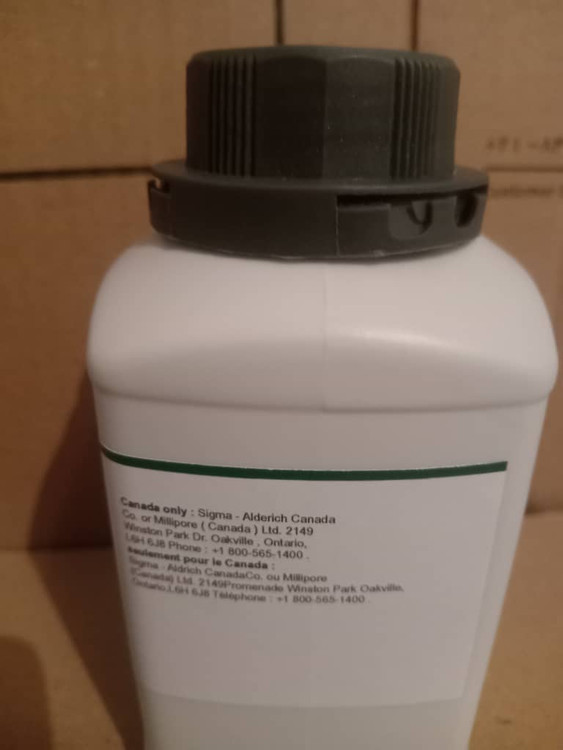 Canada only : Sigma - Alderich Canada
Co. or Millipore ( Canada ) Ltd. 2149
Winston Park Dr. Oakville , Ontario,
L6H 6J8 Phone : +1 800-565-1400 .
seulement pour le Canada :
Sigma - Aldrich CanadaCo. ou Millipore
(Canada) Ltd. 2149Promenade Winston Park Oakville,
Ontario,L6H 6J8 Téléphone : +1 800-565-1400 .